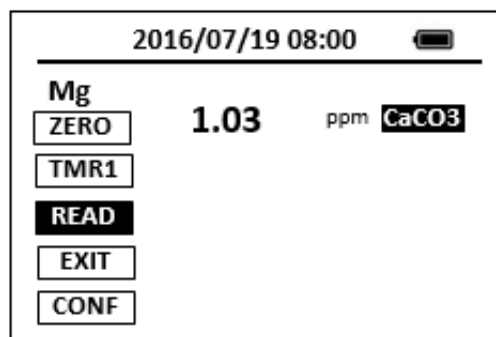 2016/07/19 08:00
Mg
ZERO
1.03 ppm CaCO3
TMR1
READ
EXIT
CONF